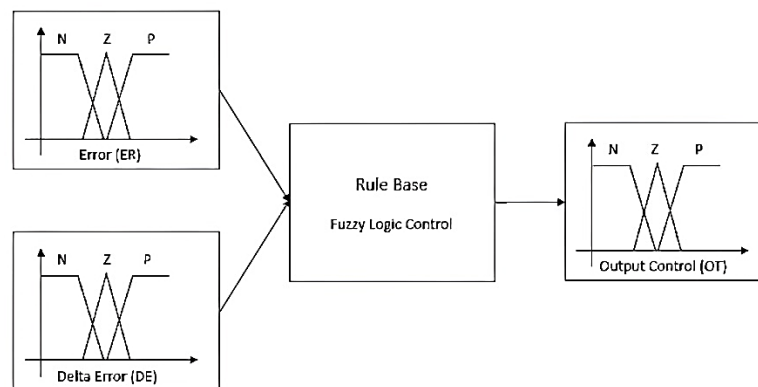 N Z P
Error (ER)
Rule Base
Fuzzy Logic Control
N Z P
Output Control (OT)
N Z P
Delta Error (DE)